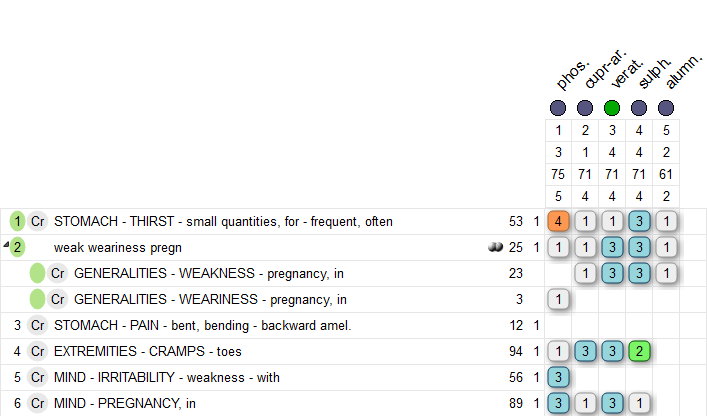 phos. cupr-ar. verat. sulph. alumn.
1 2 3 4 5
3 1 4 4 2
75 71 71 71 61
5 4 4 4 2
1 Cr STOMACH - THIRST - small quantities, for - frequent, often 53 1 4 1 1 3 1
2 weak weariness pregn 25 1 1 1 3 3 1
Cr GENERALITIES - WEAKNESS - pregnancy, in 23 1 3 3 1
Cr GENERALITIES - WEARINESS - pregnancy, in 3 1
3 Cr STOMACH - PAIN - bent, bending - backward amel. 12 1
4 Cr EXTREMITIES - CRAMPS - toes 94 1 1 3 3 2
5 Cr MIND - IRRITABILITY - weakness - with 56 1 3
6 Cr MIND - PREGNANCY, in 89 1 3 1 3 1